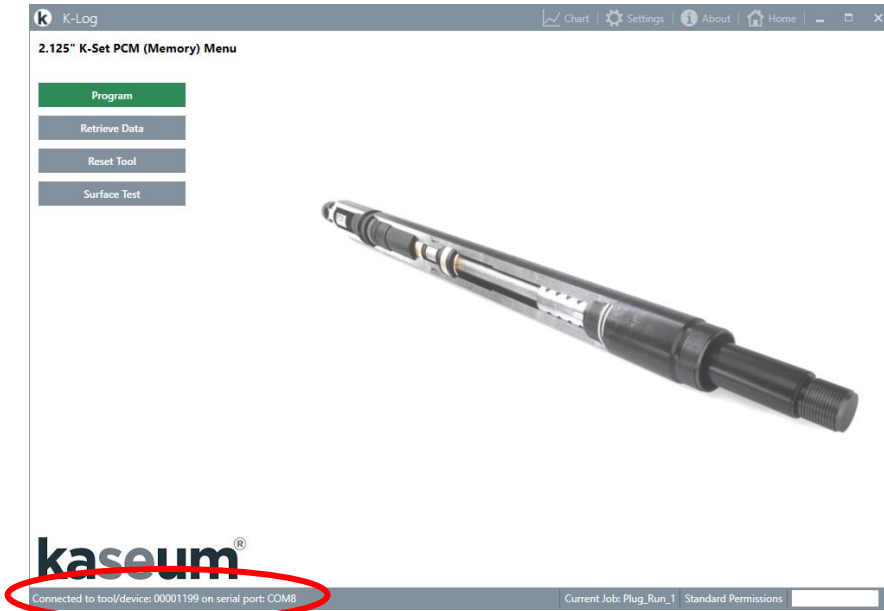 k K-Log Chart | Settings | About | Home |
2.125" K-Set PCM (Memory) Menu
Program
Retrieve Data
Reset Tool
Surface Test
kaseum®
Connected to tool/device: 00001199 on serial port: COM8 Current Job: Plug_Run_1 Standard Permissions